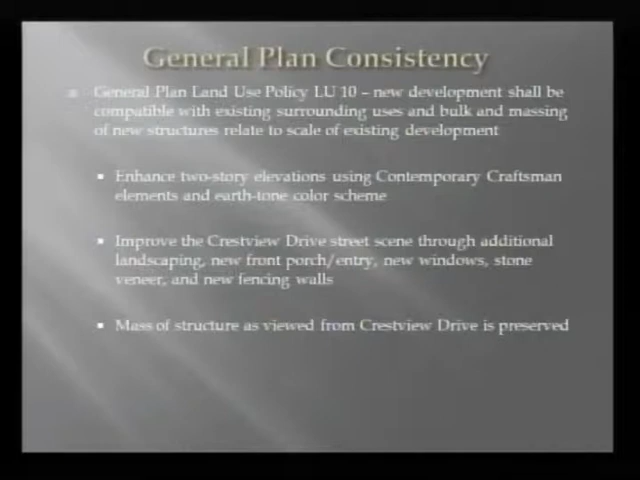 General Plan Consistency
General Plan Land Use Policy LU 10 – new development shall be
compatible with existing surrounding uses and bulk and massing
of new structures relate to scale of existing development
Enhance two-story elevations using Contemporary Craftsman
elements and earth-tone color scheme
Improve the Crestview Drive street scene through additional
landscaping, new front porch/entry, new windows, stone
veneer, and new fencing walls
Mass of structure as viewed from Crestview Drive is preserved